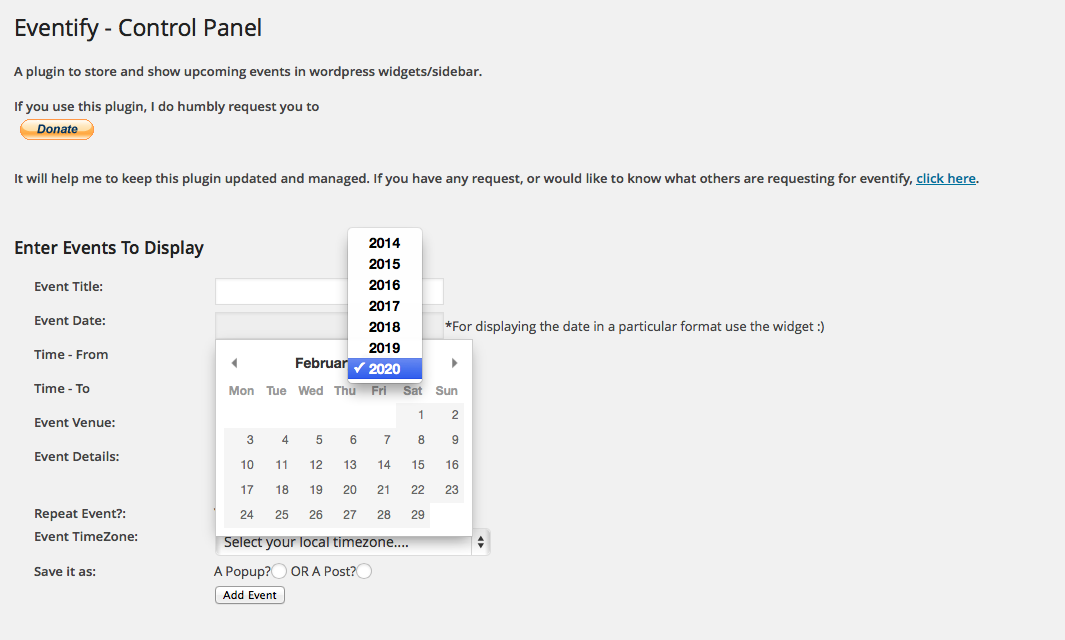 Eventify - Control Panel
A plugin to store and show upcoming events in wordpress widgets/sidebar.
If you use this plugin, I do humbly request you to
Donate
It will help me to keep this plugin updated and managed. If you have any request, or would like to know what others are requesting for eventify, click here.
Enter Events To Display
2014
2015
2016
2017
2018
2019
✓ 2020
Event Title:
Event Date:
*For displaying the date in a particular format use the widget :)
Time - From
Time - To
Event Venue:
Event Details:
Februar
Mon Tue Wed Thu Fri Sat Sun
1 2
3 4 5 6 7 8 9
10 11 12 13 14 15 16
17 18 19 20 21 22 23
24 25 26 27 28 29
Repeat Event?:
Event TimeZone:
Select your local timezone....
Save it as:
A Popup? OR A Post?
Add Event